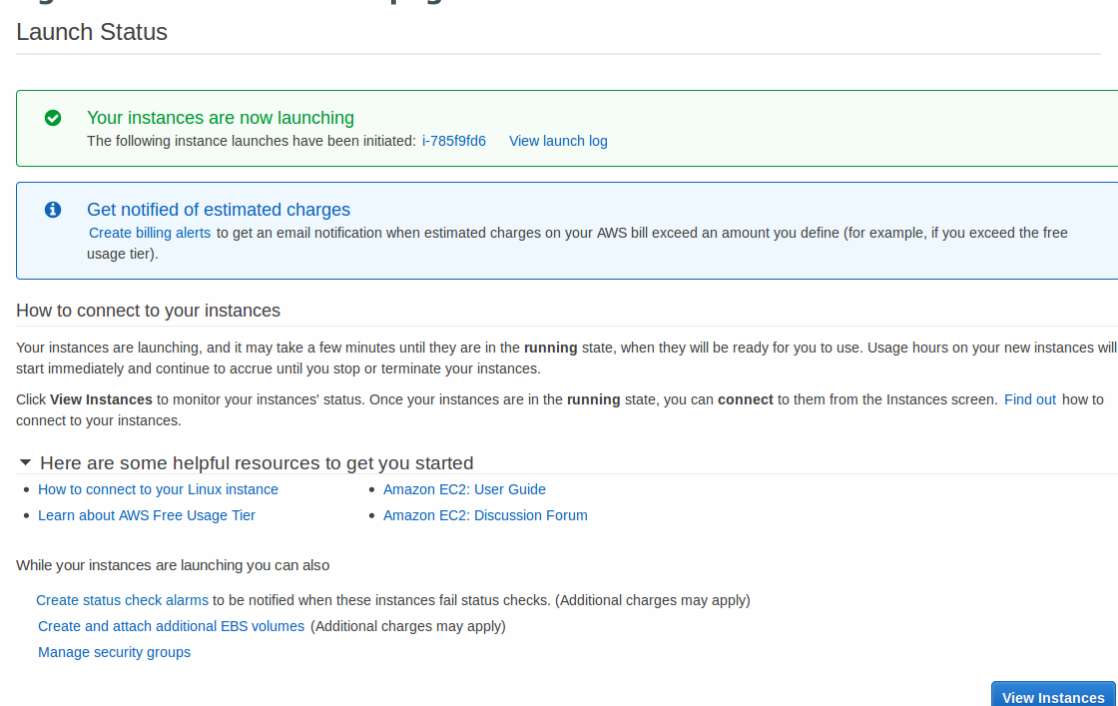 Launch Status
Your instances are now launching
The following instance launches have been initiated: i-785f9fd6 View launch log
Get notified of estimated charges
Create billing alerts to get an email notification when estimated charges on your AWS bill exceed an amount you define (for example, if you exceed the free
usage tier).
How to connect to your instances
Your instances are launching, and it may take a few minutes until they are in the running state, when they will be ready for you to use. Usage hours on your new instances will
start immediately and continue to accrue until you stop or terminate your instances.
Click View Instances to monitor your instances' status. Once your instances are in the running state, you can connect to them from the Instances screen. Find out how to
connect to your instances.
Here are some helpful resources to get you started
• How to connect to your Linux instance • Amazon EC2: User Guide
• Learn about AWS Free Usage Tier • Amazon EC2: Discussion Forum
While your instances are launching you can also
Create status check alarms to be notified when these instances fail status checks. (Additional charges may apply)
Create and attach additional EBS volumes (Additional charges may apply)
Manage security groups
View Instances